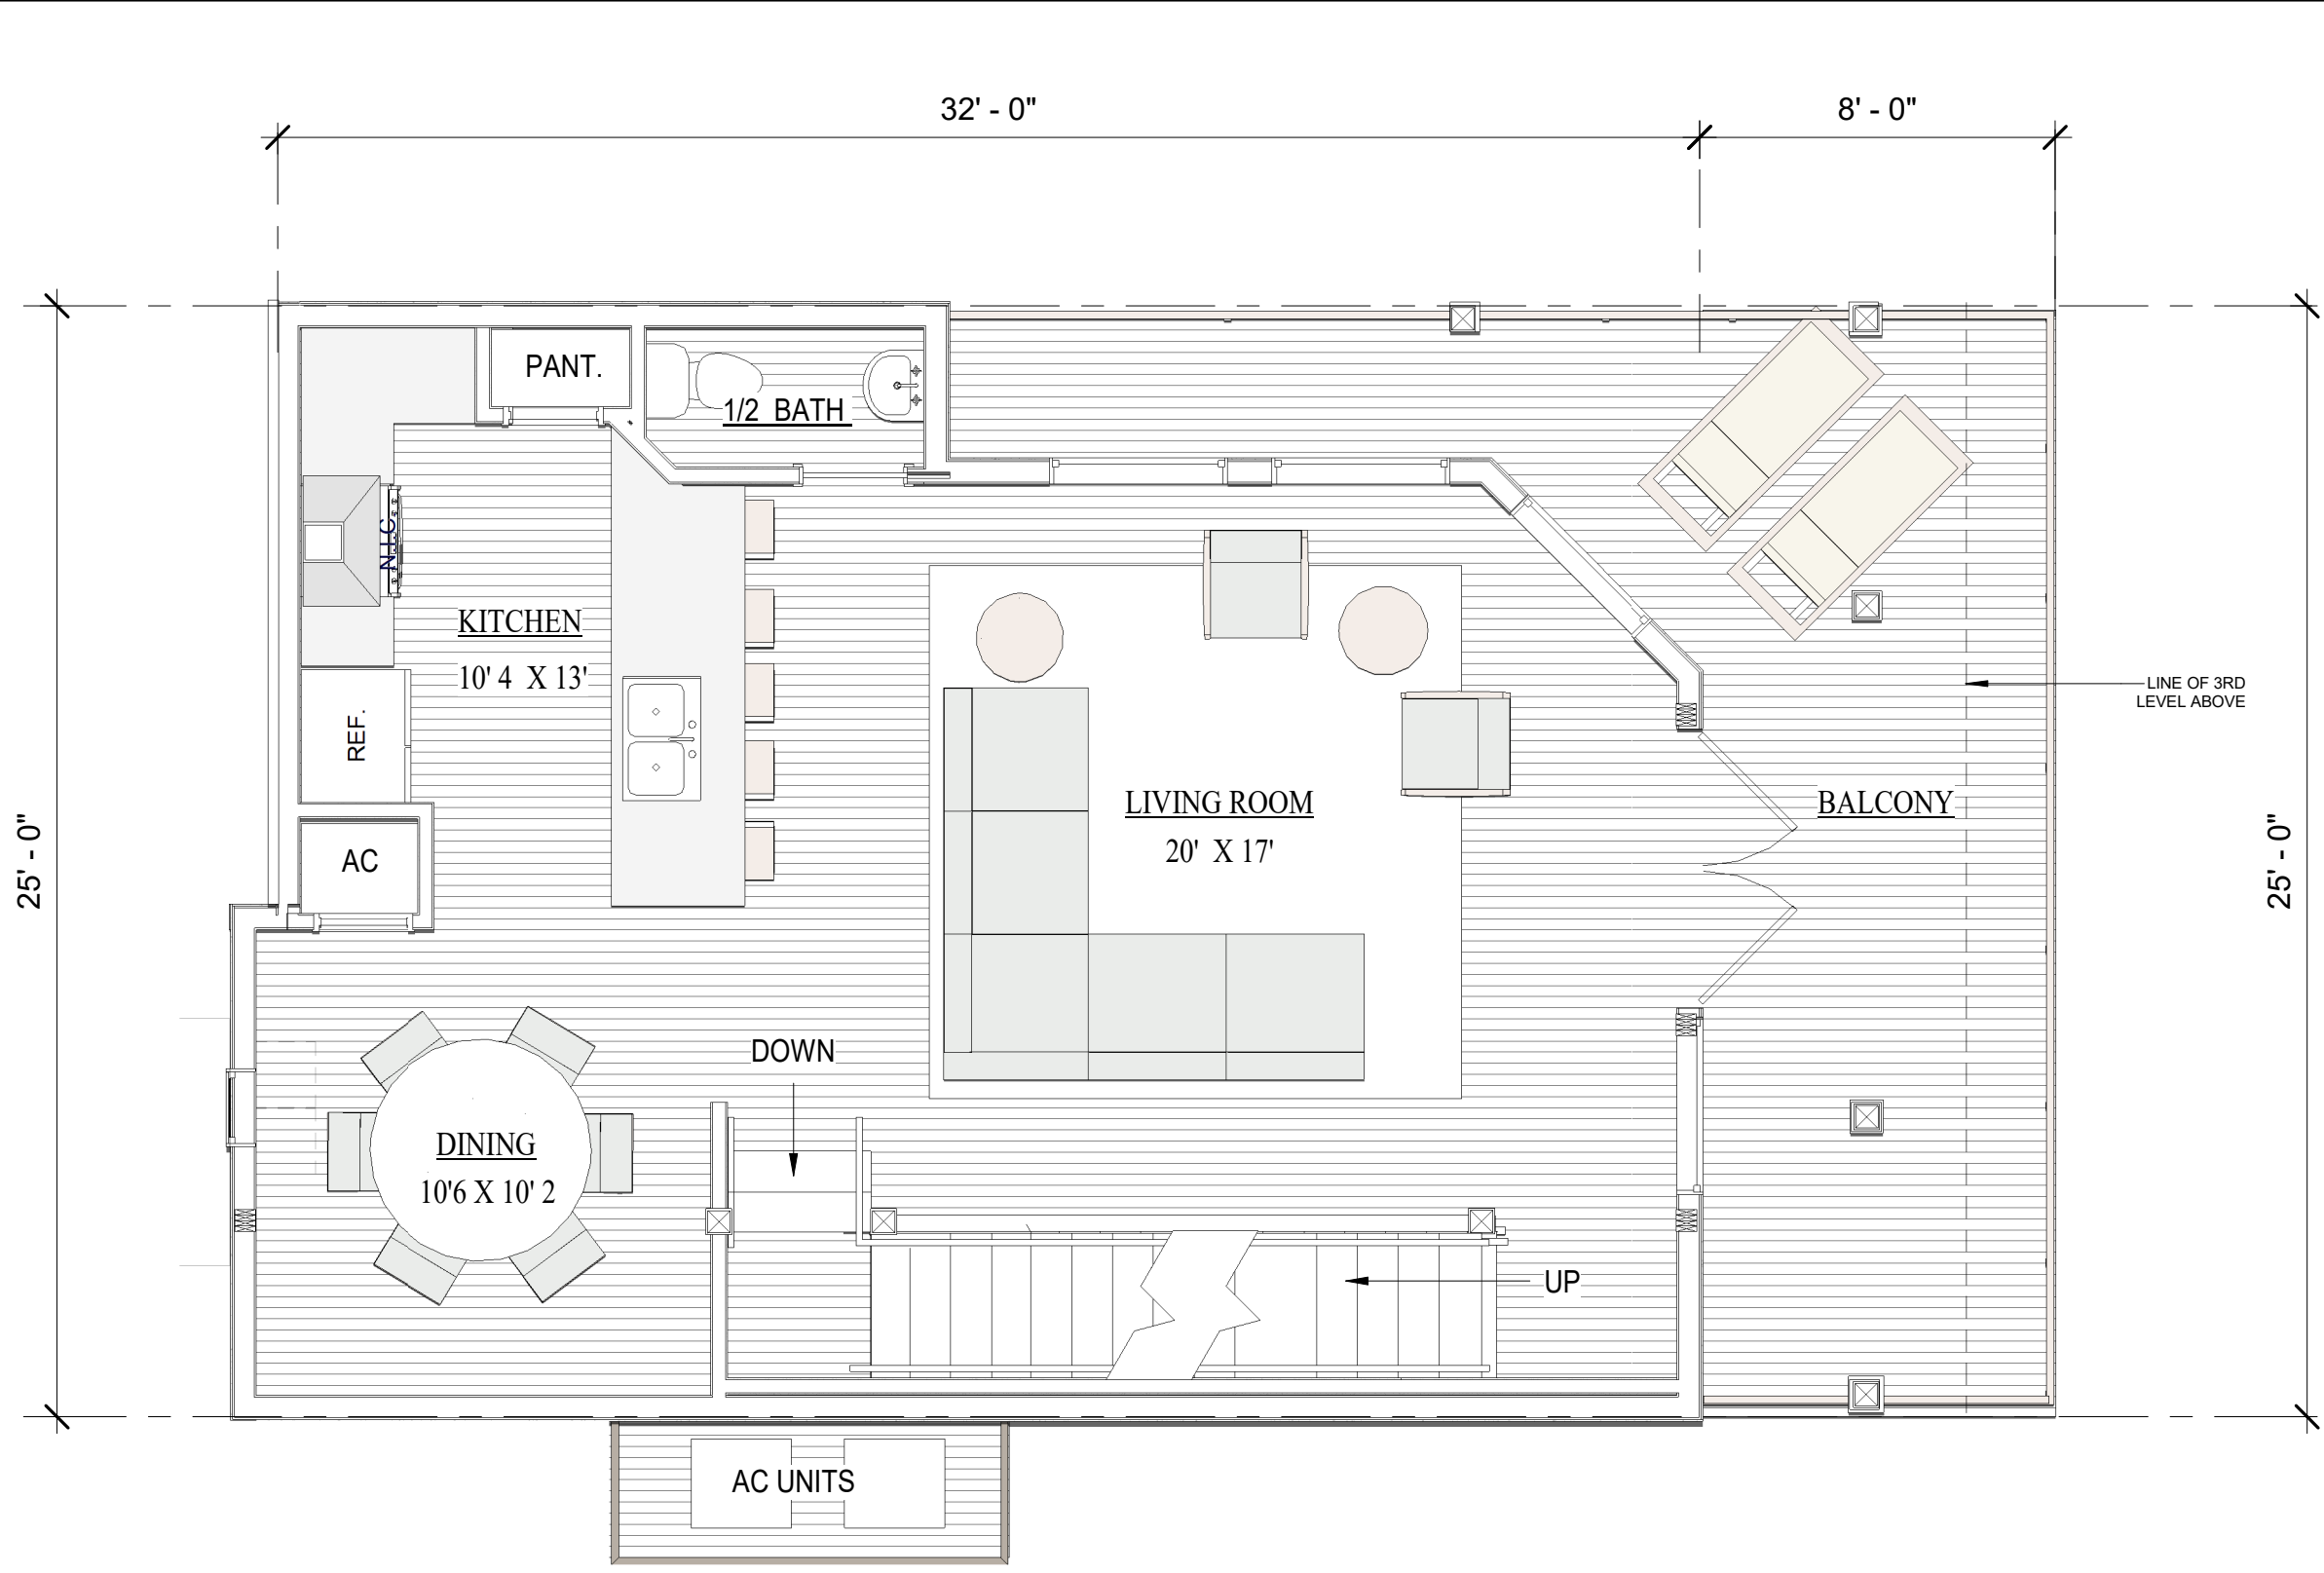 32' - 0"
8' - 0"
PANT.
1/2 BATH
N.I.C
KITCHEN
10' 4 X 13'
REF.
LINE OF 3RD
LEVEL ABOVE
LIVING ROOM
20' X 17'
BALCONY
25' - 0"
25' - 0"
AC
DOWN
DINING
10'6 X 10' 2
UP
AC UNITS